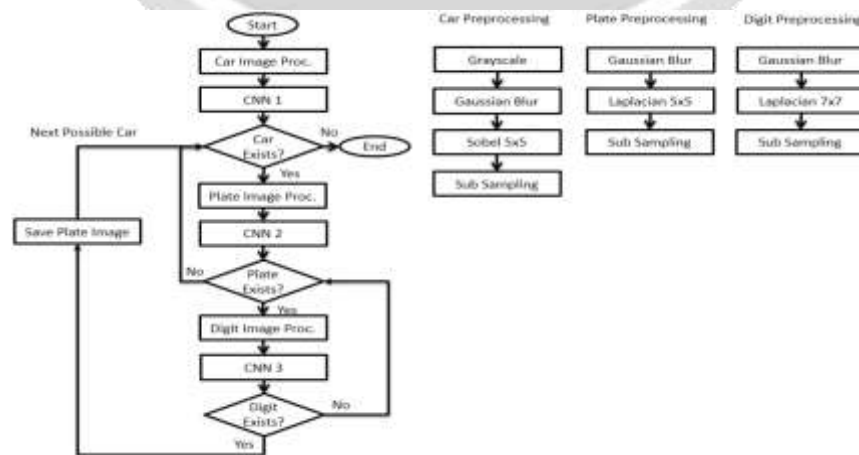 Start
Car Image Proc.
CNN 1
Car Exists?
No
End
Yes
Next Possible Car
Plate Image Proc.
CNN 2
Save Plate Image
No
Plate Exists?
Yes
Digit Image Proc.
CNN 3
Digit Exists?
No
Yes
Car Preprocessing
Grayscale
Gaussian Blur
Sobel 5x5
Sub Sampling
Plate Preprocessing
Gaussian Blur
Laplacian 5x5
Sub Sampling
Digit Preprocessing
Gaussian Blur
Laplacian 7x7
Sub Sampling